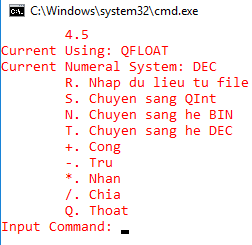 C:\Windows\system32\cmd.exe
4.5
Current Using: QFLOAT
Current Numeral System: DEC
R. Nhap du lieu tu file
S. Chuyen sang QInt
N. Chuyen sang he BIN
T. Chuyen sang he DEC
+. Cong
-. Tru
*. Nhan
/. Chia
Q. Thoat
Input Command: